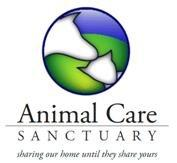 Animal Care
SANCTUARY
sharing our home until they share yours